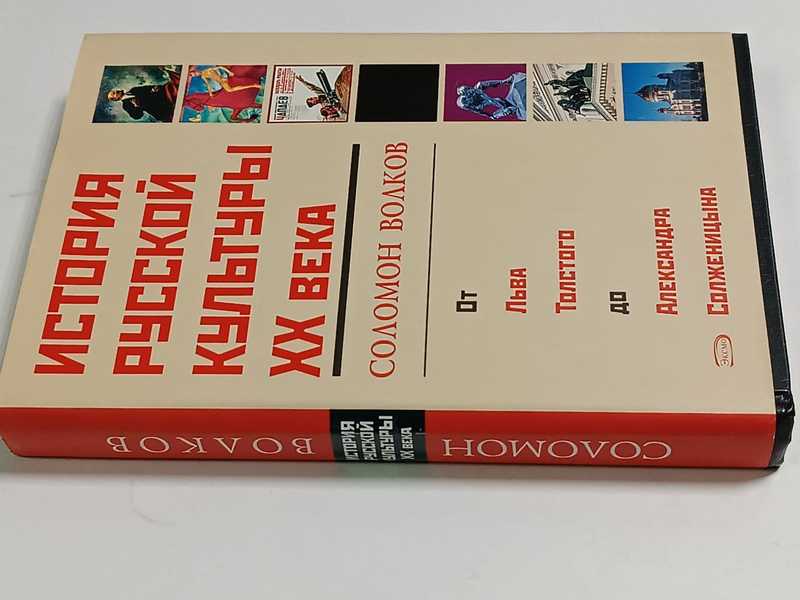 ИСТОРИЯ
РУССКОЙ
КУЛЬТУРЫ
XX ВЕКА
СОЛОМОН ВОЛКОВ
От
Льва
Толстого
до
Александра
Солженицына
ЭКСМО
ЧАПАЕВ
СОЛОМОН
ИСТОРИЯ
РУССКОЙ
КУЛЬТУРЫ
XX ВЕКА
ВОЛКОВ